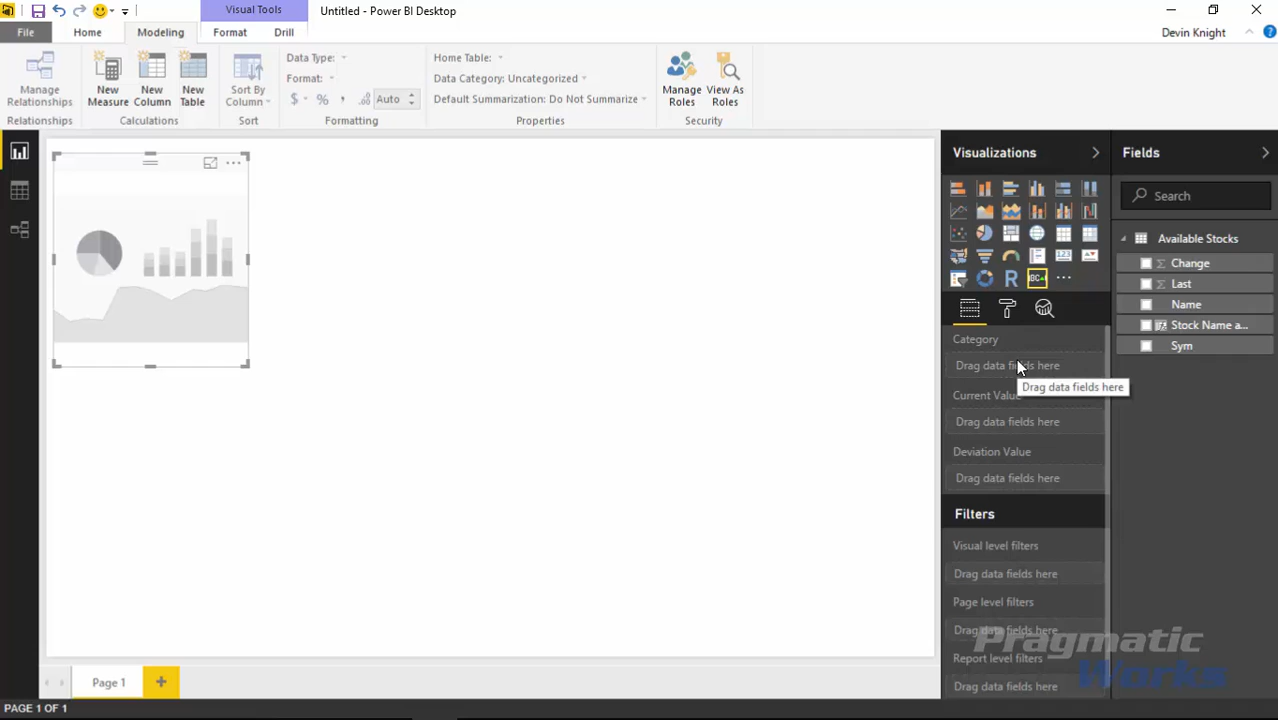 Visual Tools
Untitled - Power BI Desktop
File
Home
Modeling
Format
Drill
Devin Knight
Manage
Relationships
New
Measure
New
Column
New
Table
Sort By
Column
Data Type:
Format:
$ % , .00 Auto
Home Table:
Data Category: Uncategorized
Default Summarization: Do Not Summarize
Manage
Roles
View As
Roles
Relationships
Calculations
Sort
Formatting
Properties
Security
Visualizations
R
Category
Drag data fields here
Drag data fields here
Current Value
Drag data fields here
Deviation Value
Drag data fields here
Filters
Visual level filters
Drag data fields here
Page level filters
Drag data fields here
Report level filters
Drag data fields here
Fields
Search
Available Stocks
Σ Change
Σ Last
Name
Stock Name a...
Sym
Pragmatic
Works
Page 1
PAGE 1 OF 1